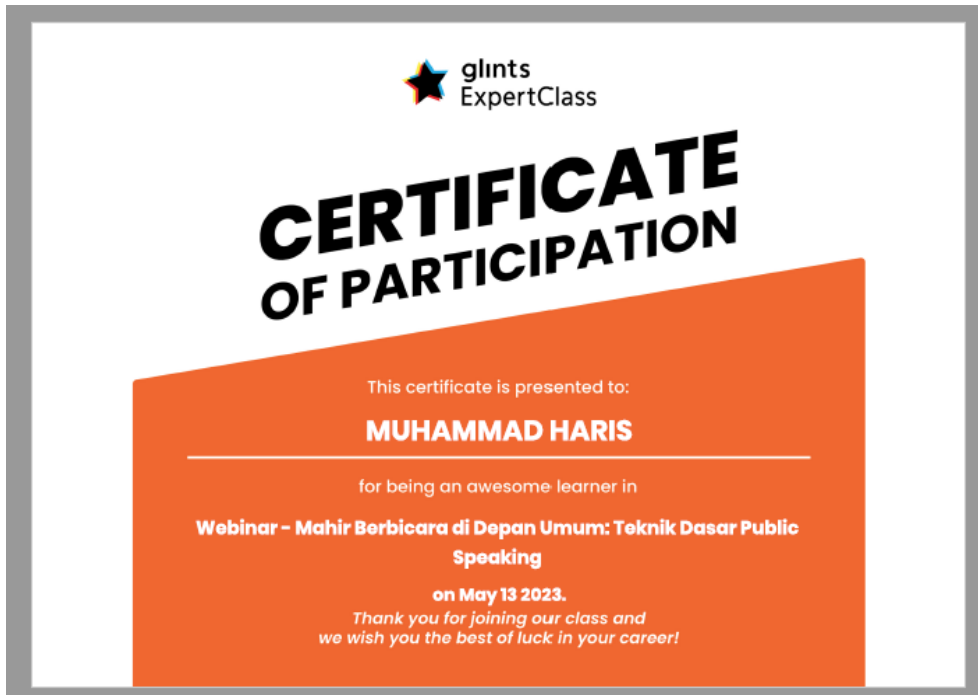 glints
ExpertClass
CERTIFICATE
OF PARTICIPATION
This certificate is presented to:
MUHAMMAD HARIS
for being an awesome learner in
Webinar - Mahir Berbicara di Depan Umum: Teknik Dasar Public
Speaking
on May 13 2023.
Thank you for joining our class and
we wish you the best of luck in your career!